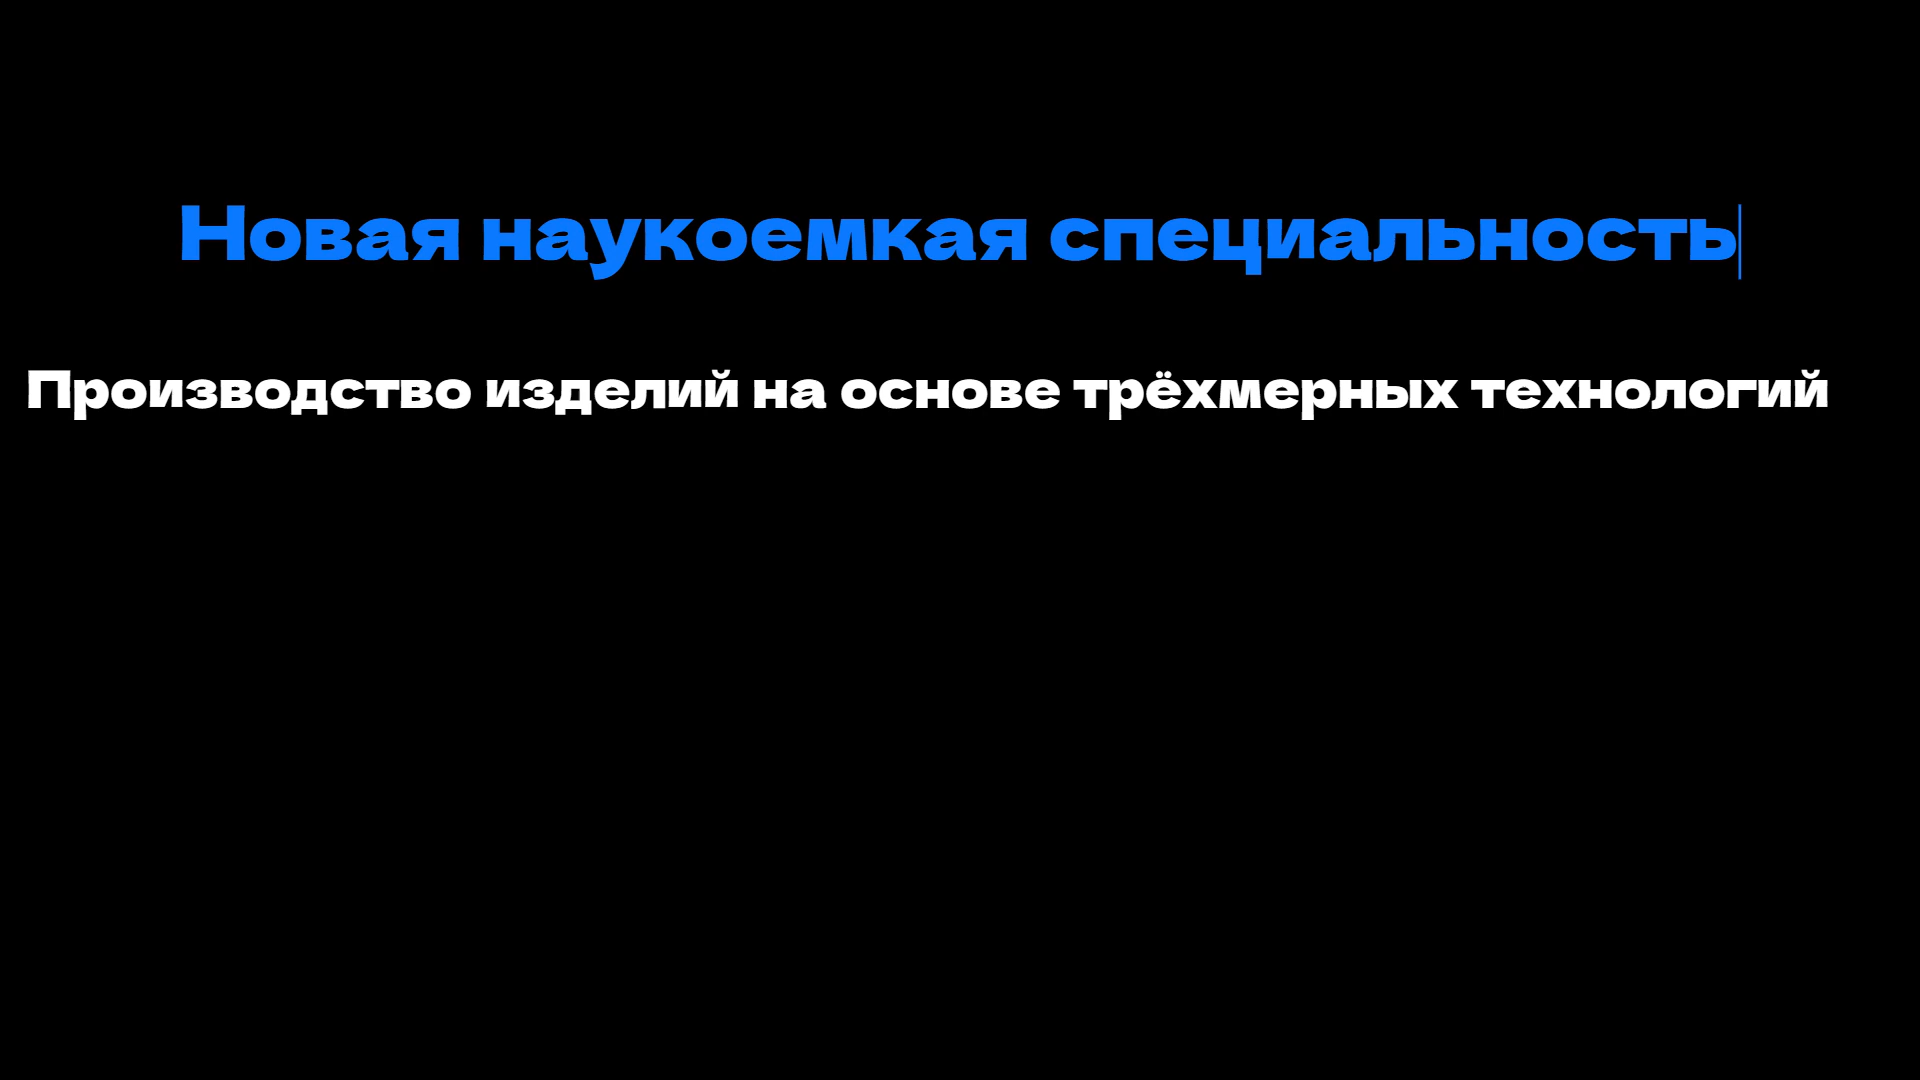 Новая наукоемкая специальность
Производство изделий на основе трёхмерных технологий